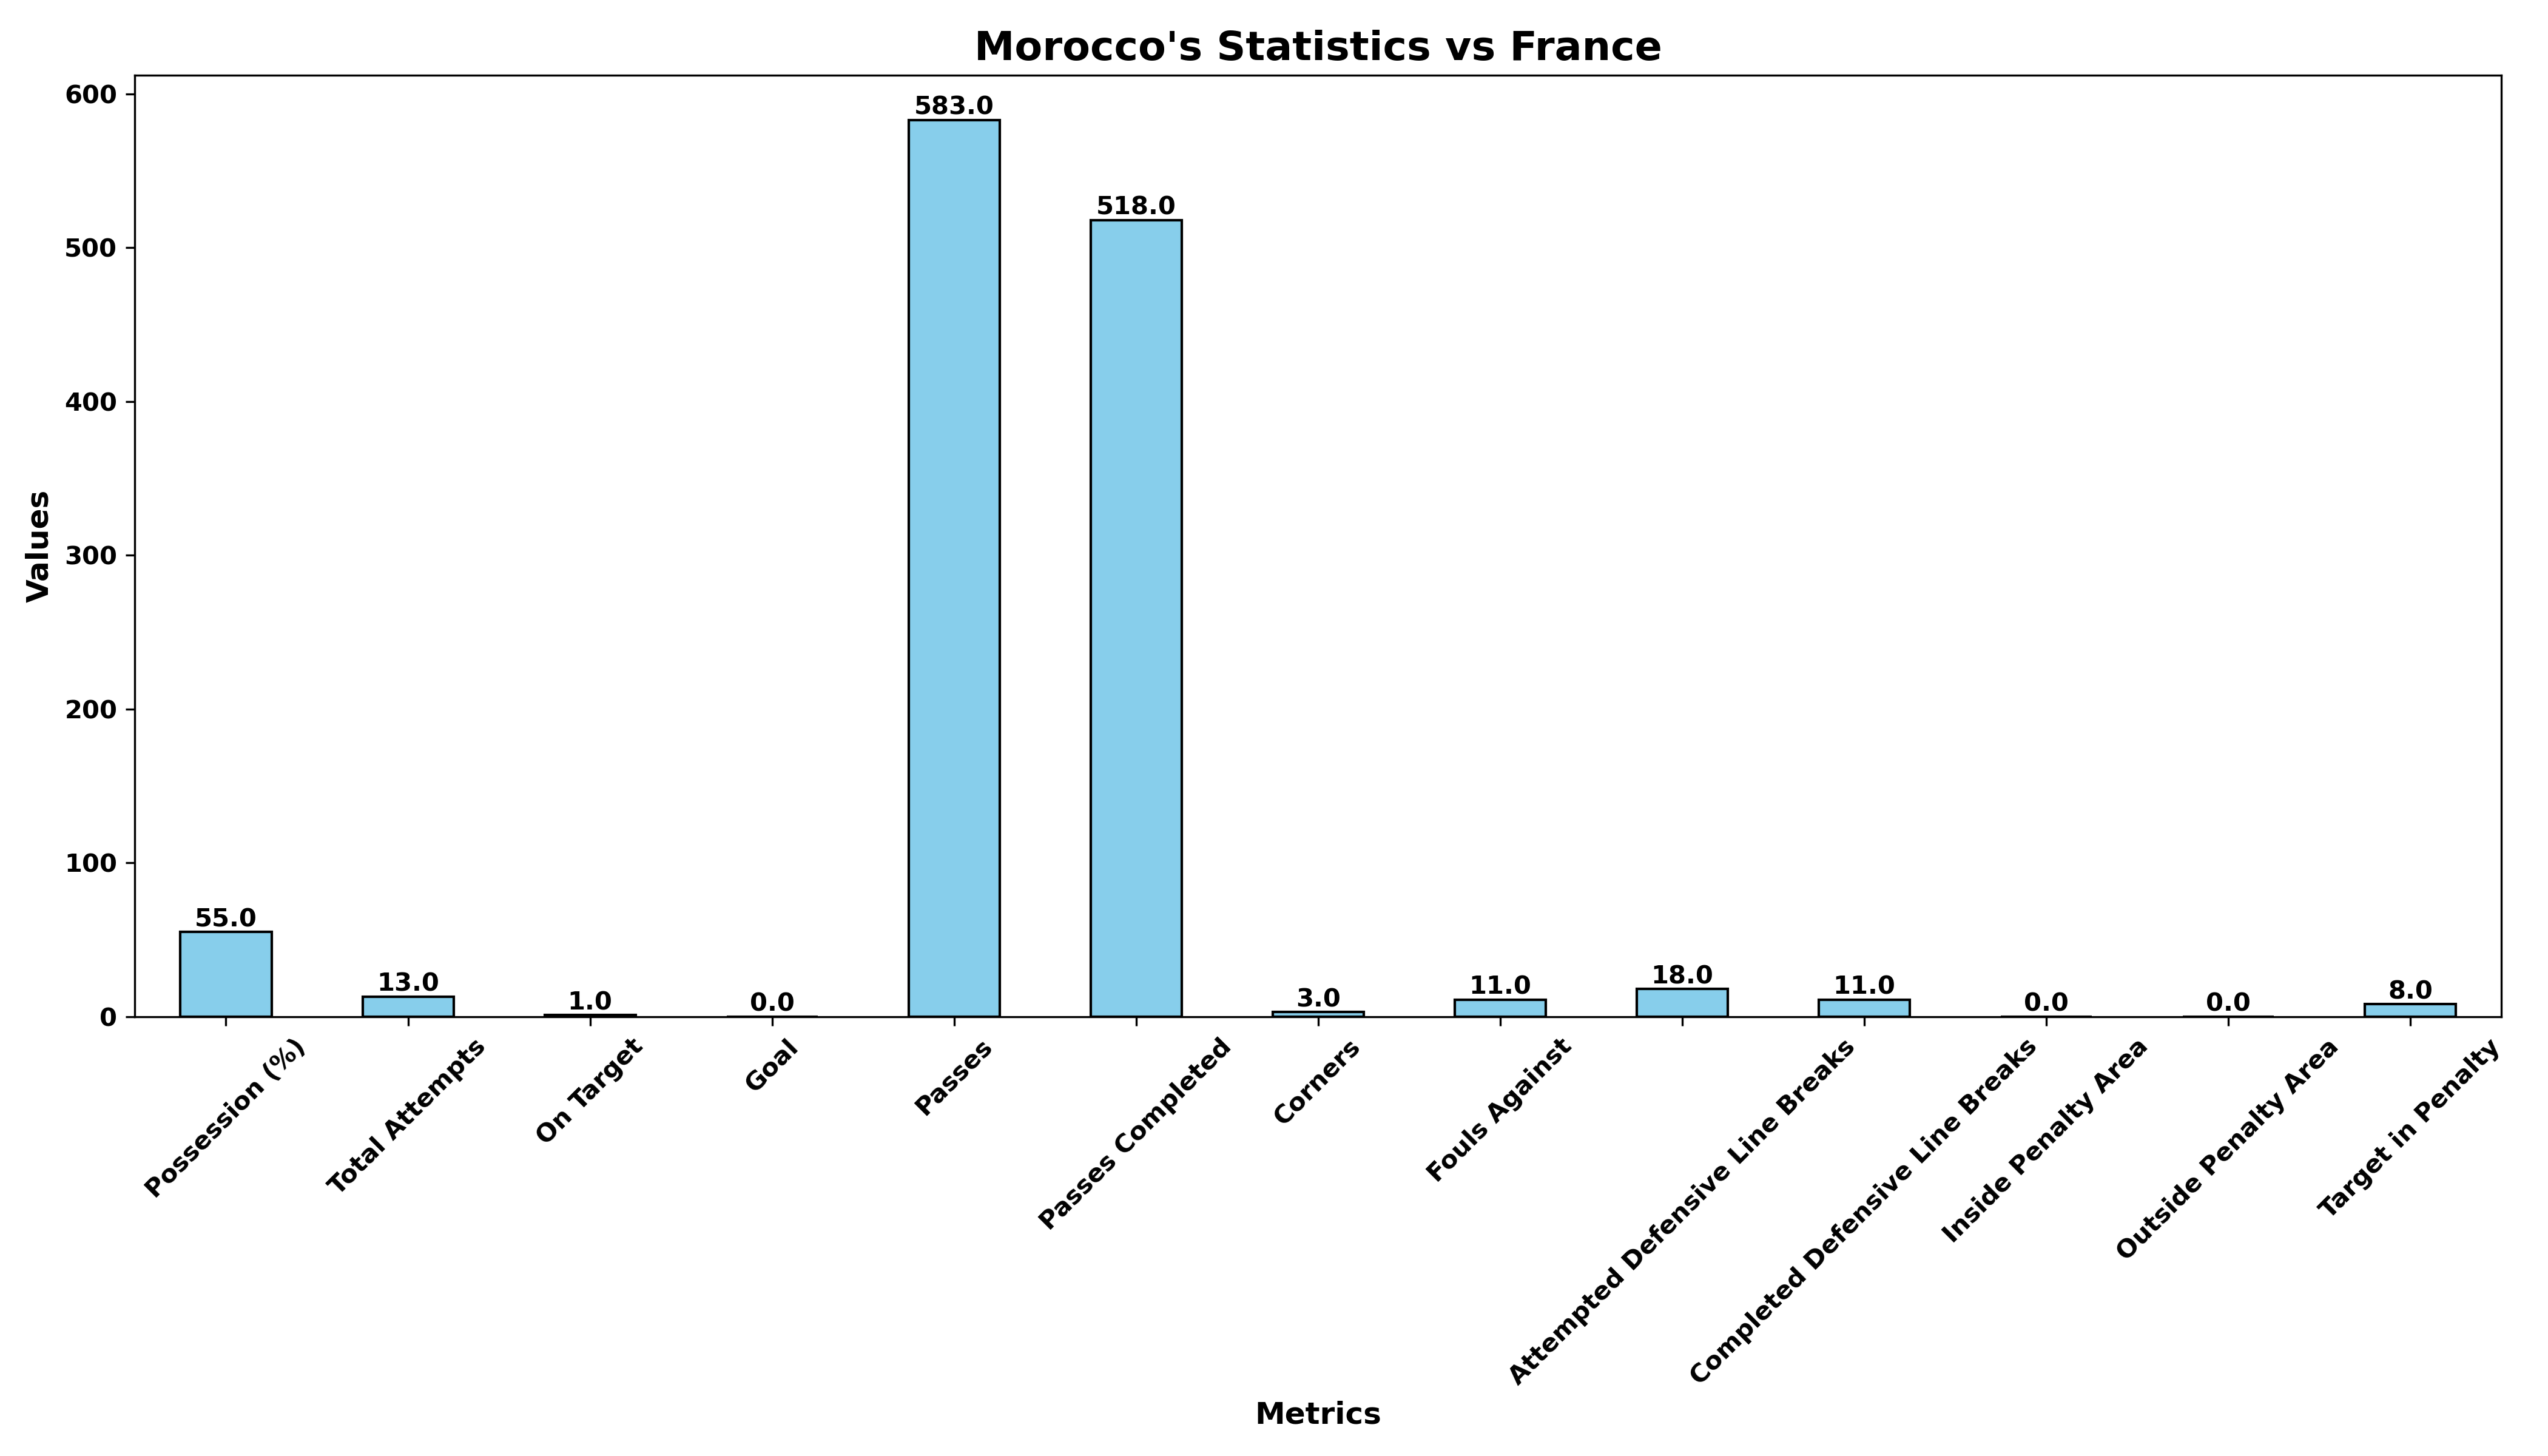 Morocco's Statistics vs France
Values
600
500
400
300
200
100
0
55.0
13.0
1.0
0.0
583.0
518.0
3.0
11.0
18.0
11.0
0.0
0.0
8.0
Possession (%)
Total Attempts
On Target
Goal
Passes
Passes Completed
Corners
Fouls Against
Attempted Defensive Line Breaks
Completed Defensive Line Breaks
Inside Penalty Area
Outside Penalty Area
Target in Penalty
Metrics